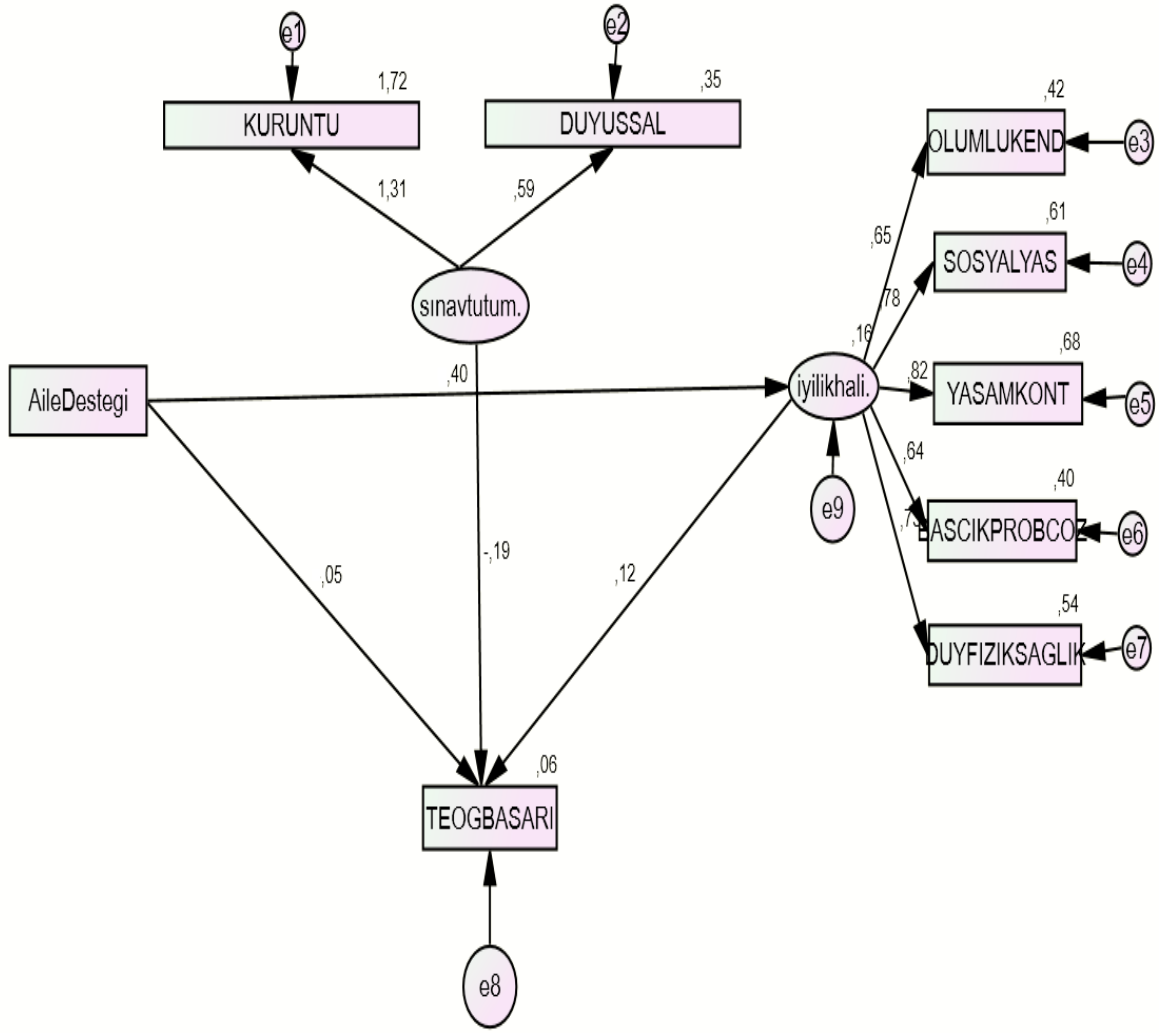 e1
e2
1,72
,35
KURUNTU
DUYUSSAL
,42
OLUMLUKEND
e3
1,31
,59
,65
,61
SOSYALYAS
e4
sınavtutum.
,78
,16
,68
,40
AileDestegi
iyilikhali.
,82
YASAMKONT
e5
,64
,40
e9
ASCIKPROBCOZ
e6
-,19
,05
,12
,54
DUYFIZIKSAGLIK
e7
,06
TEOGBASARI
e8